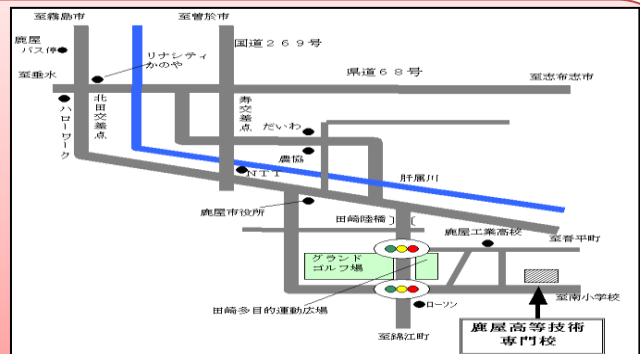 至霧島市
至曽於市
鹿屋
バス停
リナシティ
かのや
国道269号
県道68号
至垂水
至志布志市
北田交差点
寿交差点
ハローワーク
だいわ
農協
NTT
肝属川
鹿屋市役所
田崎陸橋
鹿屋工業高校
至吾平町
グランド
ゴルフ場
田崎多目的運動広場
ローソン
至南小学校
至錦江町
鹿屋高等技術
専門校